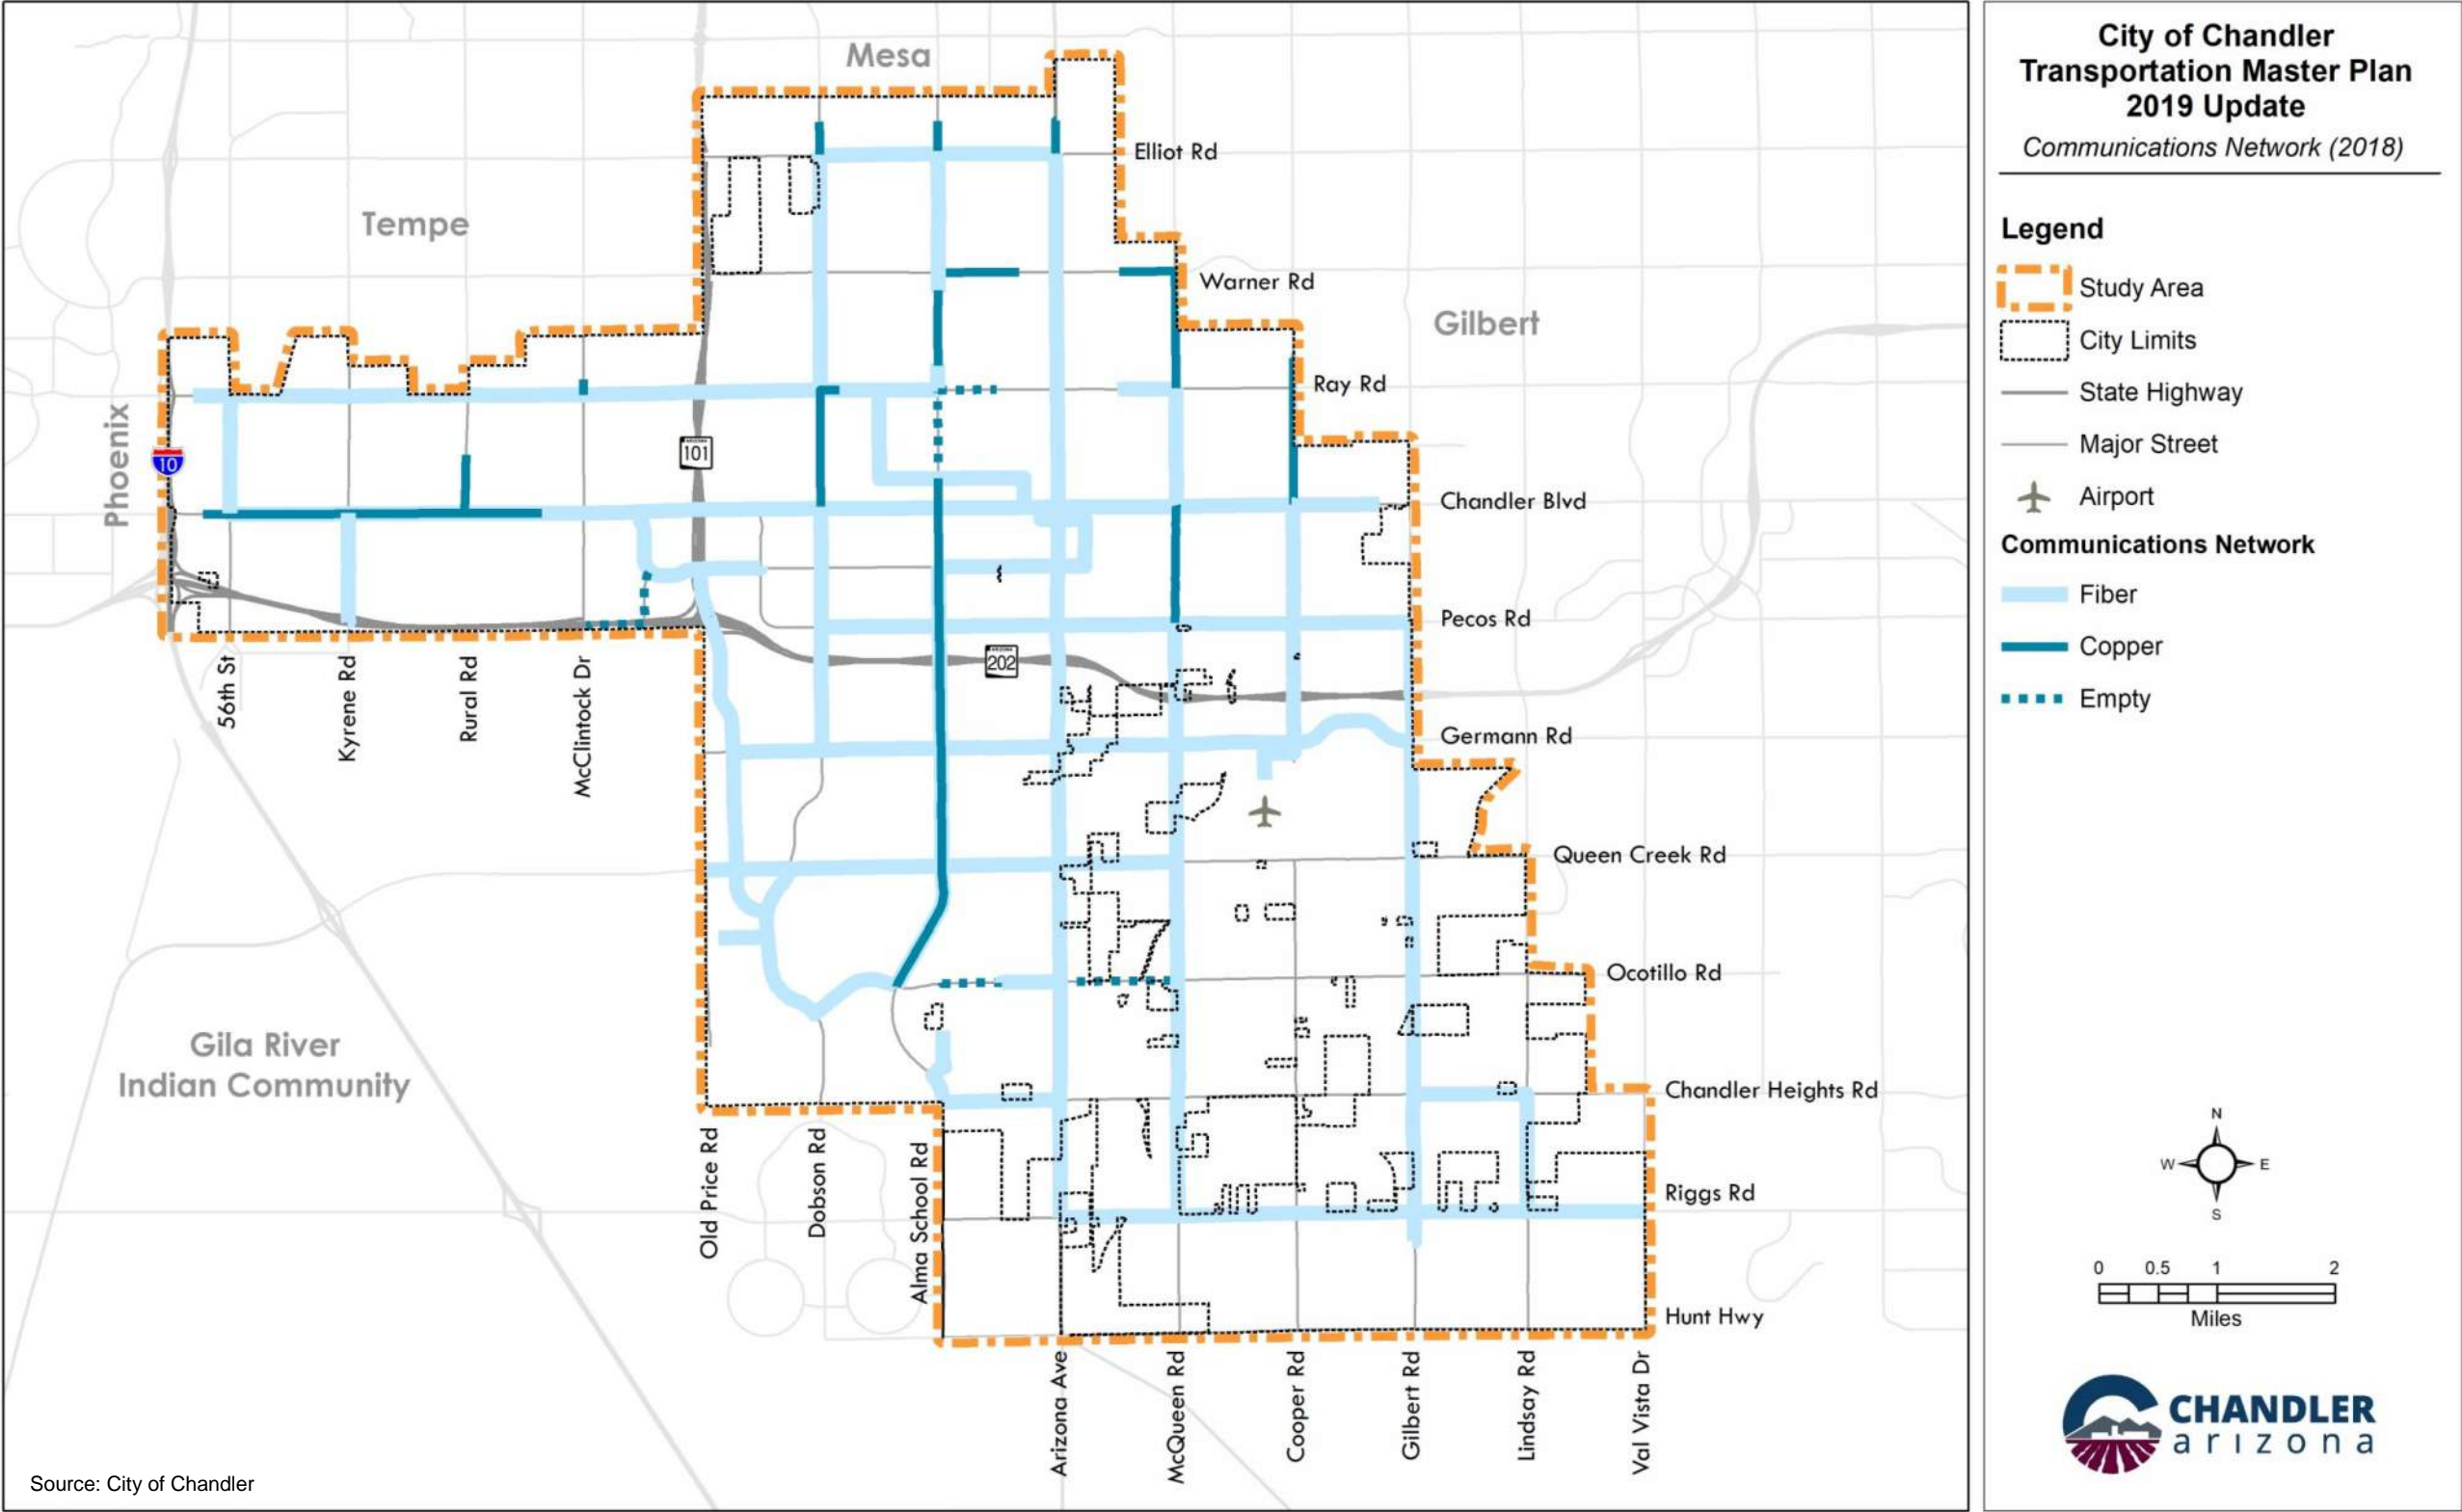 City of Chandler
Transportation Master Plan
2019 Update
Communications Network (2018)
Legend
Study Area
City Limits
State Highway
Major Street
Airport
Communications Network
Fiber
Copper
Empty
N
W
E
S
0 0.5 1 2
Miles
CHANDLER
arizona
Mesa
Tempe
Gilbert
Phoenix
Gila River
Indian Community
10
ARIZONA
101
ARIZONA
202
Elliot Rd
Warner Rd
Ray Rd
Chandler Blvd
Pecos Rd
Germann Rd
Queen Creek Rd
Ocotillo Rd
Chandler Heights Rd
Riggs Rd
Hunt Hwy
56th St
Kyrene Rd
Rural Rd
McClintock Dr
Old Price Rd
Dobson Rd
Alma School Rd
Arizona Ave
McQueen Rd
Cooper Rd
Gilbert Rd
Lindsay Rd
Val Vista Dr
Source: City of Chandler